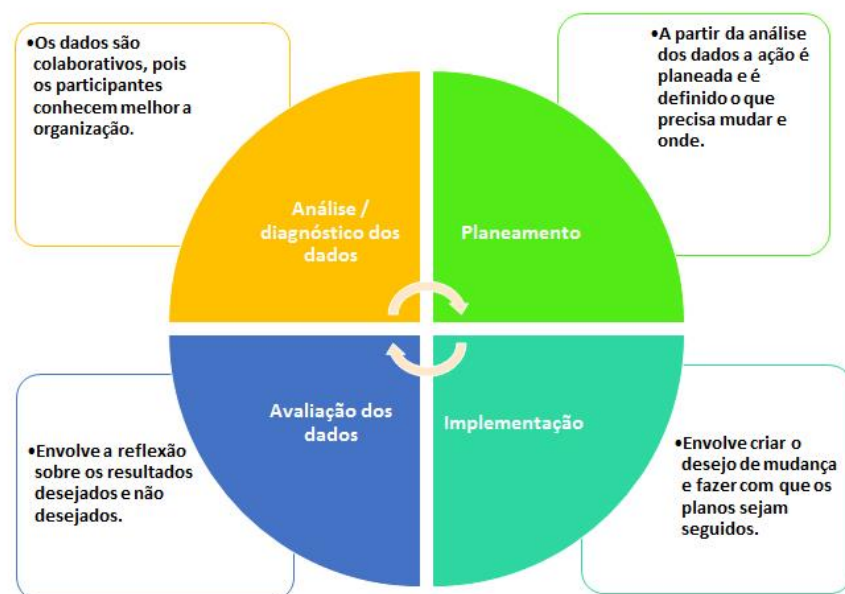 •Os dados são
colaborativos, pois
os participantes
conhecem melhor a
organização.
•A partir da análise
dos dados a ação é
planeada e é
definido o que
precisa mudar e
onde.
Análise /
diagnóstico dos
dados
Planeamento
Avaliação dos
dados
Implementação
•Envolve a reflexão
sobre os resultados
desejados e não
desejados.
•Envolve criar o
desejo de mudança
e fazer com que os
planos sejam
seguidos.